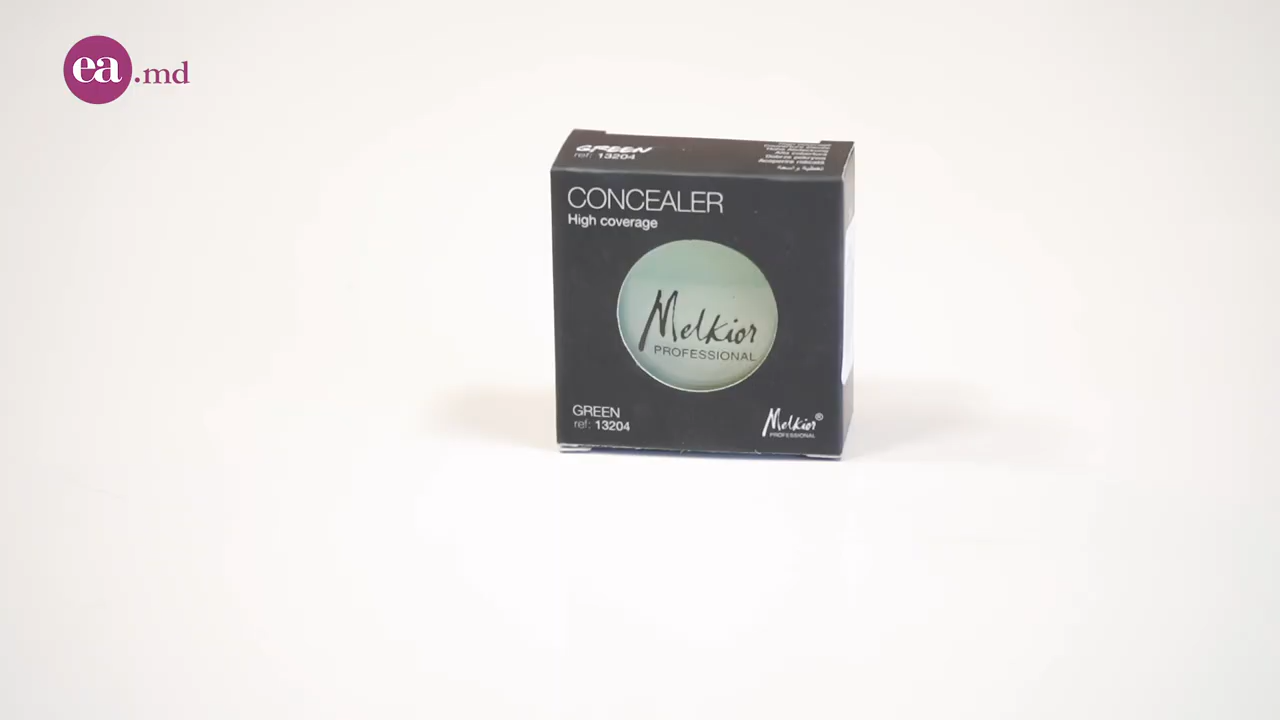 ea.md
GREEN
ref: 13204
CONCEALER
High coverage
Melkior
PROFESSIONAL
GREEN
ref: 13204
Melkior®
PROFESSIONAL